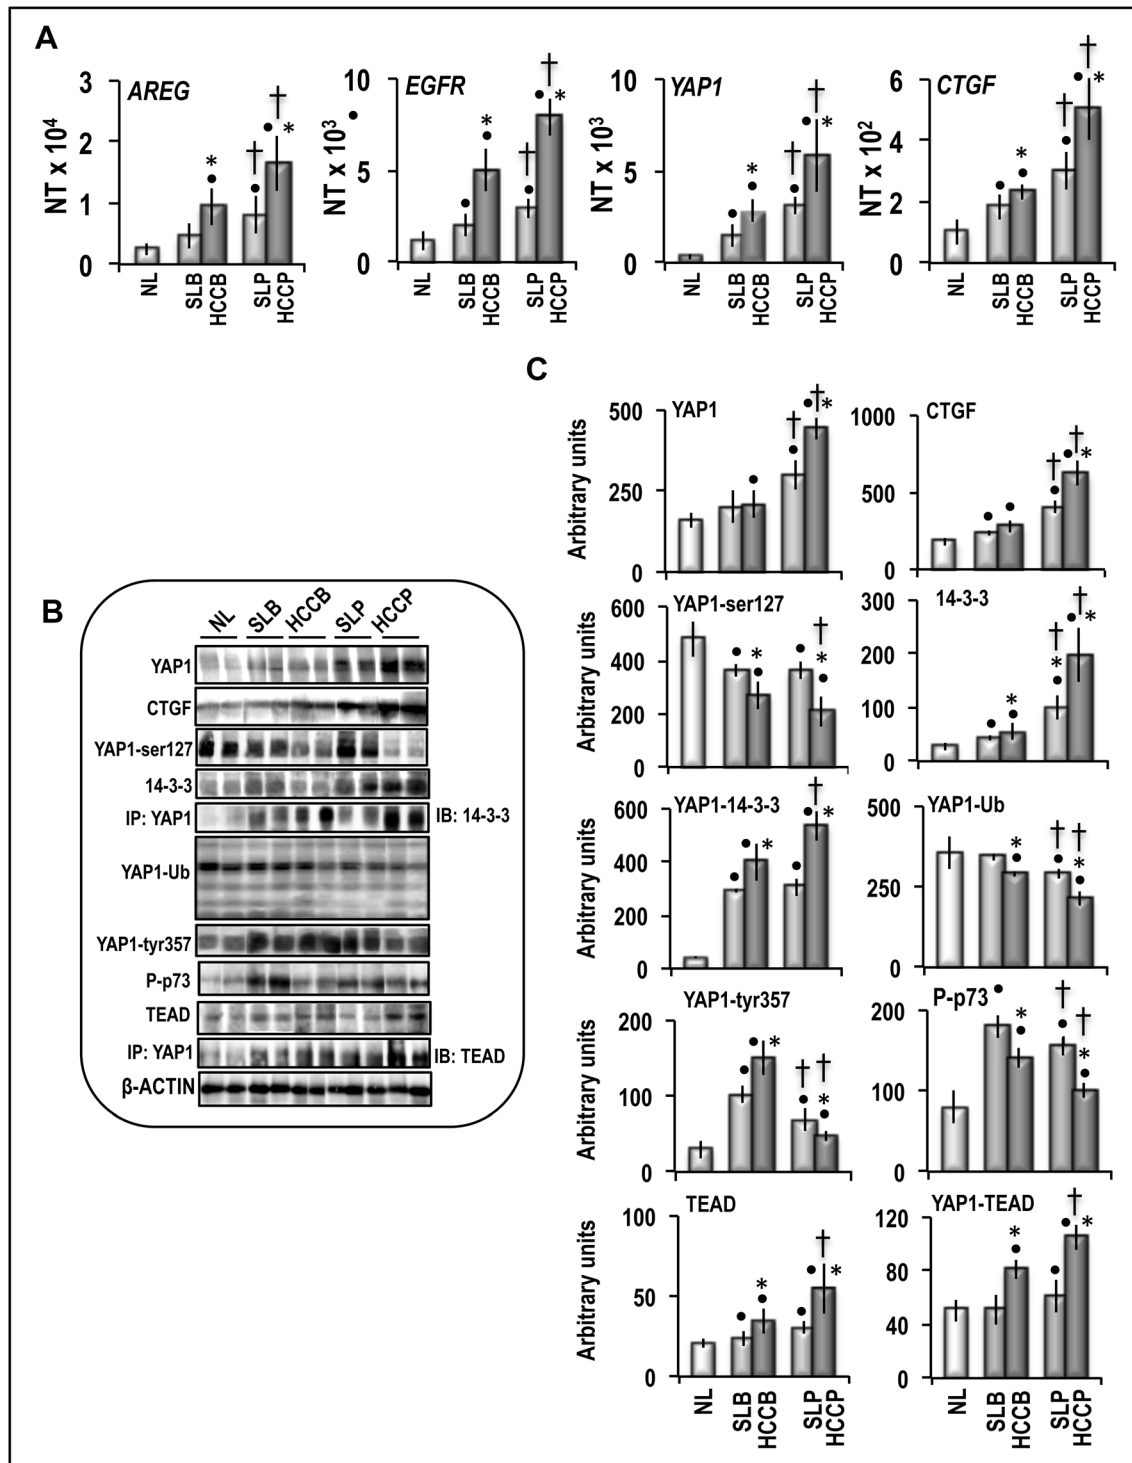 A
AREG
NT x 10⁴
3
2
1
0
NL
SLB
HCCB
SLP
HCCP
†
•
*
EGFR
NT x 10³
10
5
0
NL
SLB
HCCB
SLP
HCCP
YAP1
NT x 10³
10
5
0
NL
SLB
HCCB
SLP
HCCP
CTGF
NT x 10²
6
4
2
0
NL
SLB
HCCB
SLP
HCCP
B
NL SLB HCCB SLP HCCP
YAP1
CTGF
YAP1-ser127
14-3-3
IP: YAP1 IB: 14-3-3
YAP1-Ub
YAP1-tyr357
P-p73
TEAD
IP: YAP1 IB: TEAD
β-ACTIN
C
YAP1
Arbitrary units
500
250
0
CTGF
1000
500
0
YAP1-ser127
Arbitrary units
600
400
200
0
14-3-3
300
200
100
0
YAP1-14-3-3
Arbitrary units
600
400
200
0
YAP1-Ub
500
250
0
YAP1-tyr357
Arbitrary units
200
100
0
P-p73
200
100
0
TEAD
Arbitrary units
100
50
0
NL
SLB
HCCB
SLP
HCCP
YAP1-TEAD
120
80
40
0
NL
SLB
HCCB
SLP
HCCP